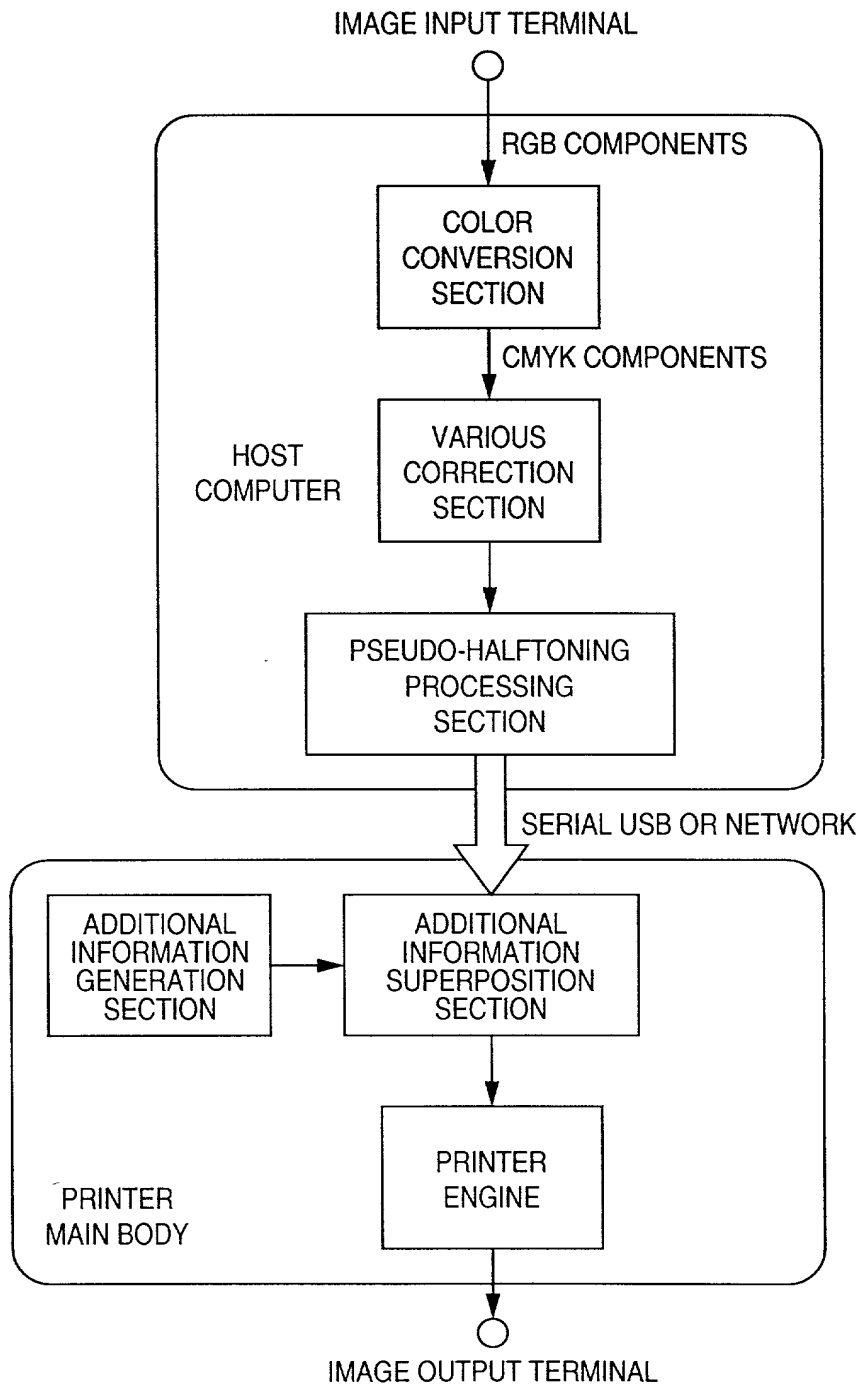 IMAGE INPUT TERMINAL
RGB COMPONENTS
COLOR
CONVERSION
SECTION
CMYK COMPONENTS
HOST
COMPUTER
VARIOUS
CORRECTION
SECTION
PSEUDO-HALFTONING
PROCESSING
SECTION
SERIAL USB OR NETWORK
ADDITIONAL
INFORMATION
GENERATION
SECTION
ADDITIONAL
INFORMATION
SUPERPOSITION
SECTION
PRINTER
ENGINE
PRINTER
MAIN BODY
IMAGE OUTPUT TERMINAL